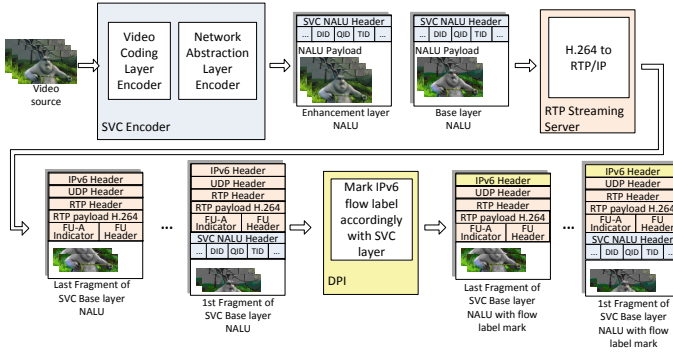 Video
source
Video
Coding
Layer
Encoder
Network
Abstraction
Layer
Encoder
SVC Encoder
SVC NALU Header
... DID QID TID ...
NALU Payload
Enhancement layer
NALU
SVC NALU Header
... DID QID TID ...
NALU Payload
Base layer
NALU
H.264 to
RTP/IP
RTP Streaming
Server
IPv6 Header
UDP Header
RTP Header
RTP payload H.264
FU-A
Indicator
FU
Header
Last Fragment of
SVC Base layer
NALU
...
IPv6 Header
UDP Header
RTP Header
RTP payload H.264
FU-A
Indicator
FU
Header
SVC NALU Header
... DID QID TID ...
1st Fragment of
SVC Base layer
NALU
Mark IPv6
flow label
accordingly
with SVC
layer
DPI
IPv6 Header
UDP Header
RTP Header
RTP payload H.264
FU-A
Indicator
FU
Header
Last Fragment of
SVC Base layer
NALU with flow
label mark
...
IPv6 Header
UDP Header
RTP Header
RTP payload H.264
FU-A
Indicator
FU
Header
SVC NALU Header
... DID QID TID ...
1st Fragment of
SVC Base layer
NALU with flow
label mark